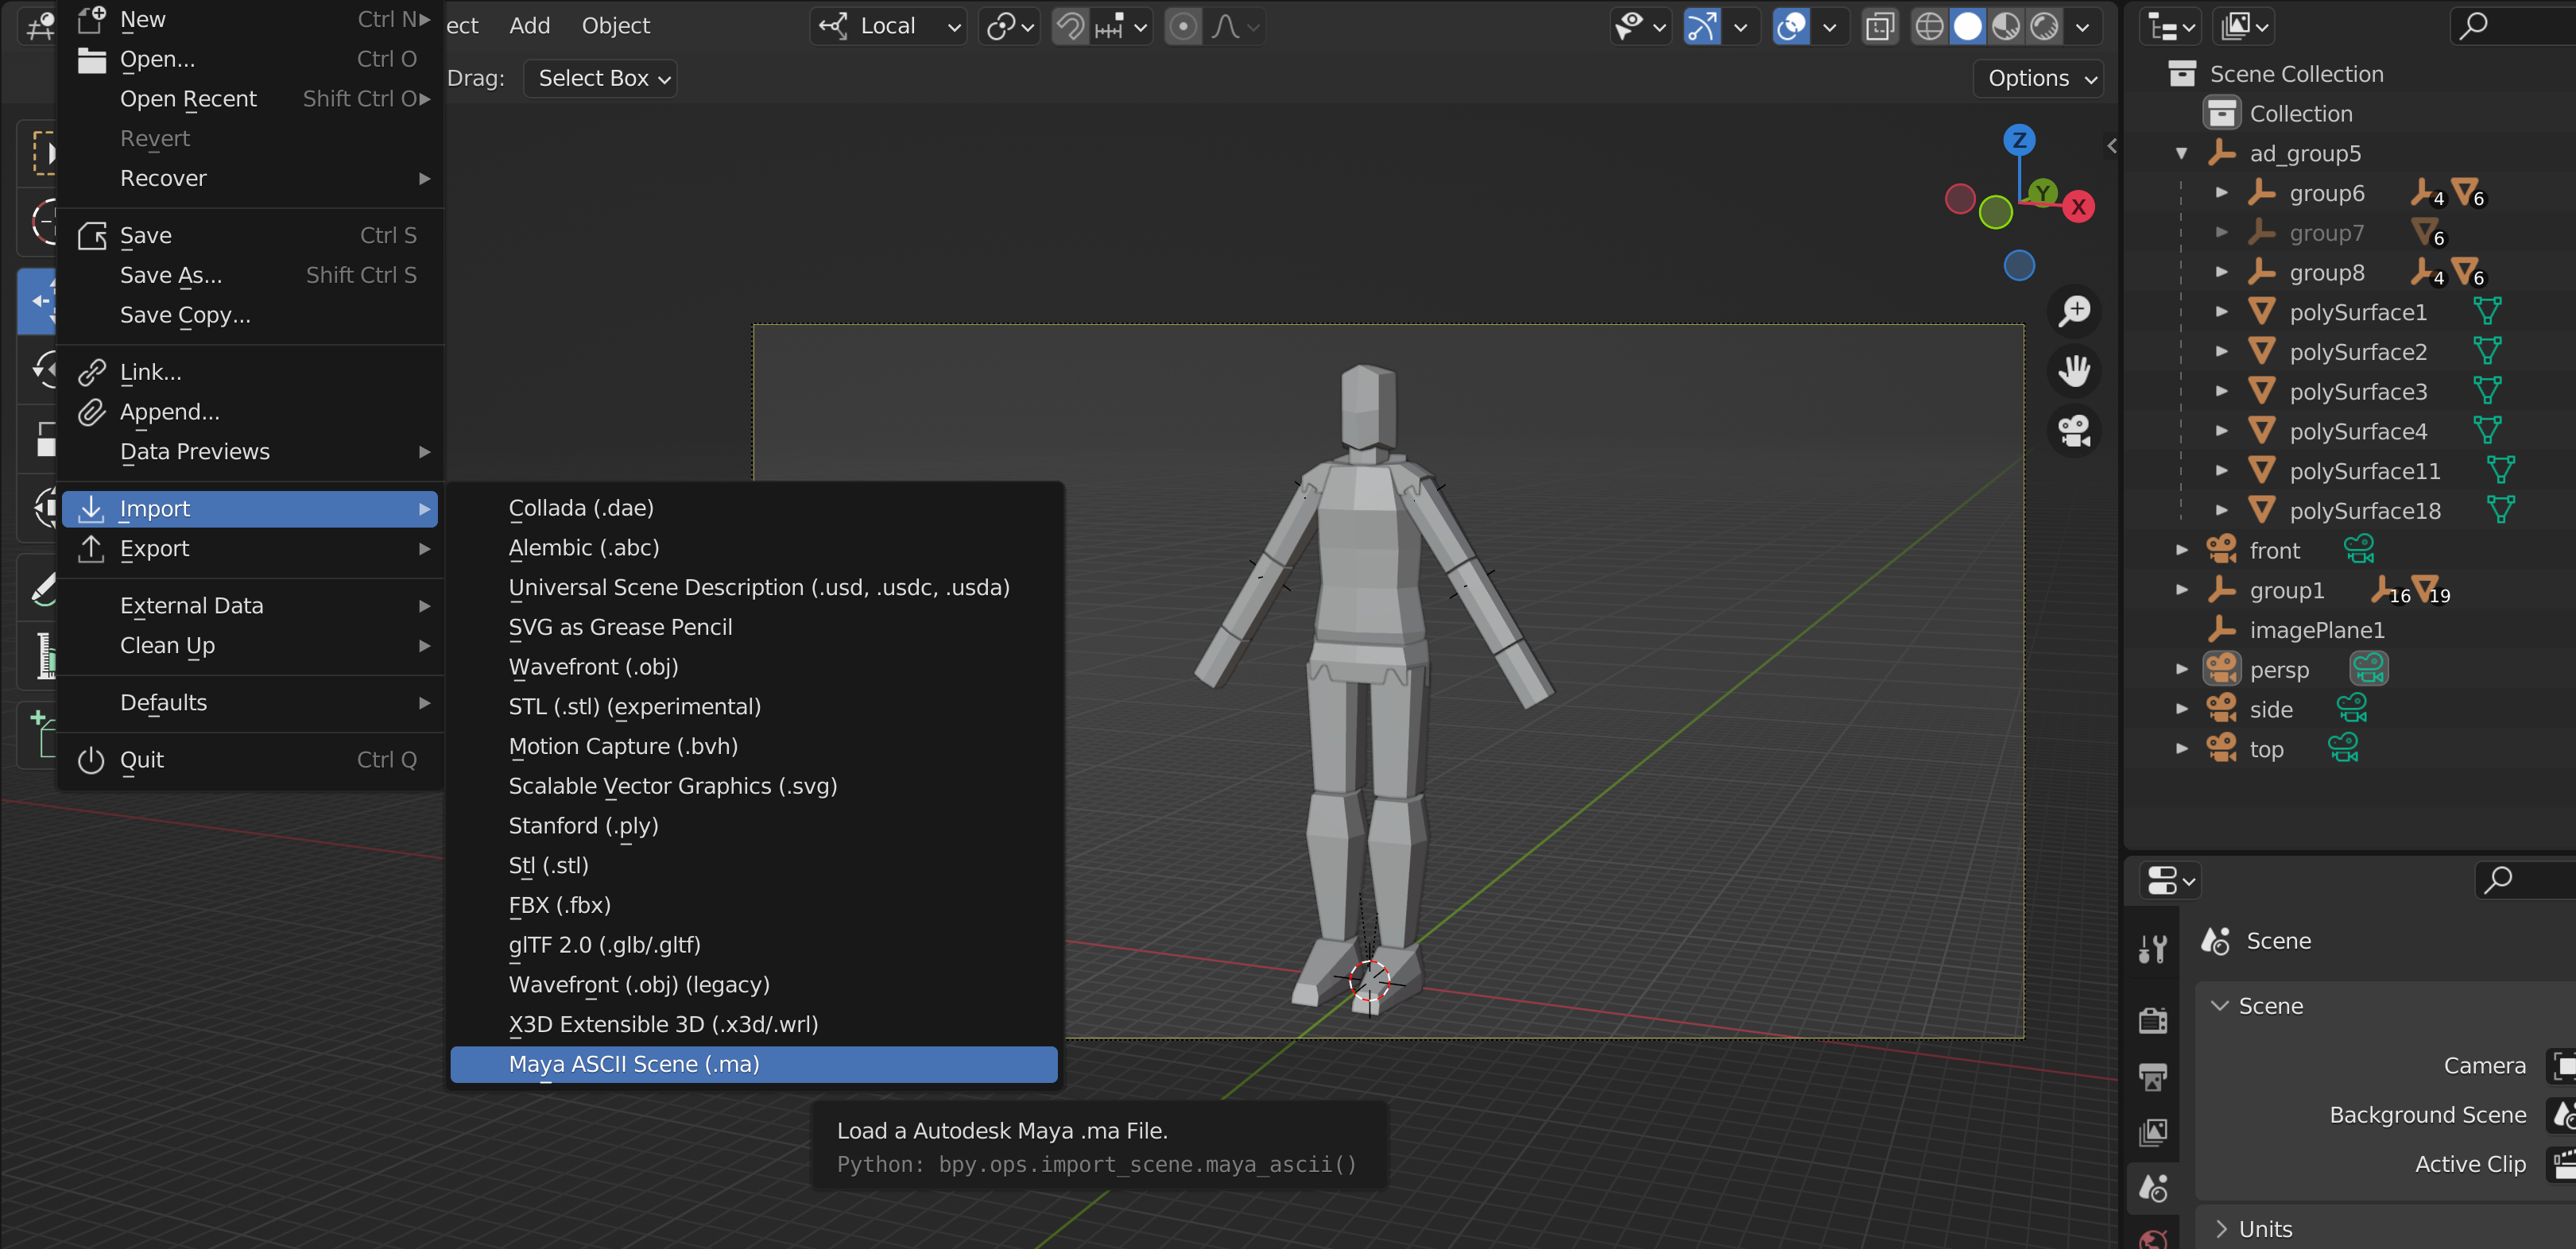 New Ctrl N
Open... Ctrl O
Open Recent Shift Ctrl O
Revert
Recover
Save Ctrl S
Save As... Shift Ctrl S
Save Copy...
Link...
Append...
Data Previews
Import
Export
External Data
Clean Up
Defaults
Quit Ctrl Q
ect Add Object
Local
Drag: Select Box
Options
Z
Y
X
Collada (.dae)
Alembic (.abc)
Universal Scene Description (.usd, .usdc, .usda)
SVG as Grease Pencil
Wavefront (.obj)
STL (.stl) (experimental)
Motion Capture (.bvh)
Scalable Vector Graphics (.svg)
Stanford (.ply)
Stl (.stl)
FBX (.fbx)
glTF 2.0 (.glb/.gltf)
Wavefront (.obj) (legacy)
X3D Extensible 3D (.x3d/.wrl)
Maya ASCII Scene (.ma)
Load a Autodesk Maya .ma File.
Python: bpy.ops.import_scene.maya_ascii()
Scene Collection
Collection
ad_group5
group6 4 6
group7 6
group8 4 6
polySurface1
polySurface2
polySurface3
polySurface4
polySurface11
polySurface18
front
group1 16 19
imagePlane1
persp
side
top
Scene
Scene
Camera
Background Scene
Active Clip
Units